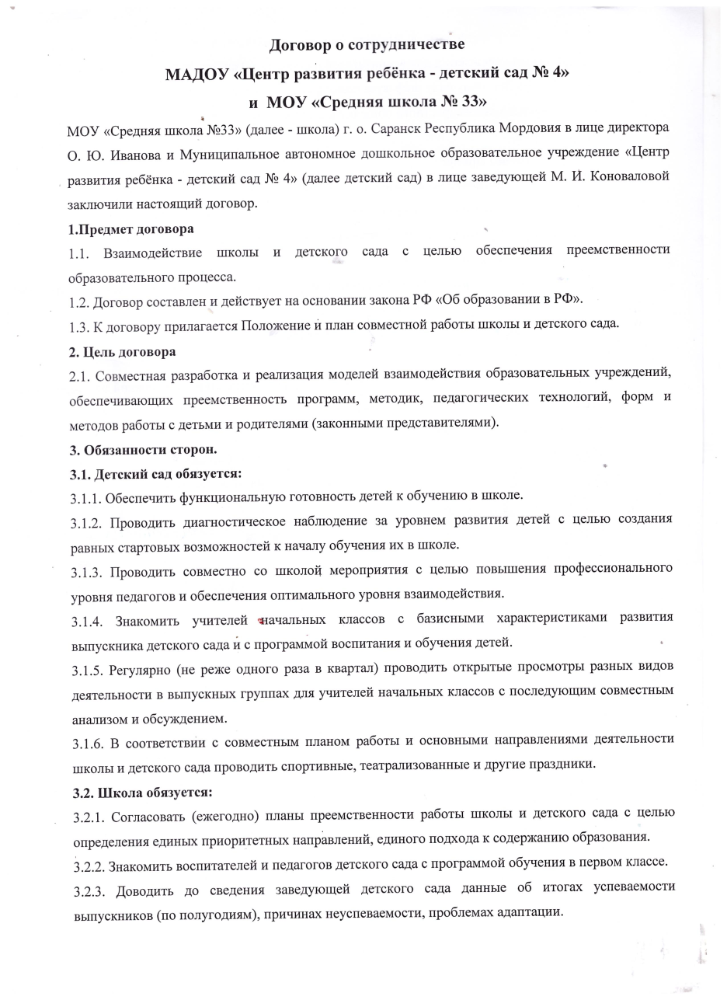 Договор о сотрудничестве
МАДОУ «Центр развития ребёнка - детский сад № 4»
и МОУ «Средняя школа № 33»
МОУ «Средняя школа №33» (далее - школа) г. о. Саранск Республика Мордовия в лице директора
О. Ю. Иванова и Муниципальное автономное дошкольное образовательное учреждение «Центр
развития ребёнка - детский сад № 4» (далее детский сад) в лице заведующей М. И. Коноваловой
заключили настоящий договор.
1.Предмет договора
1.1. Взаимодействие школы и детского сада с целью обеспечения преемственности
образовательного процесса.
1.2. Договор составлен и действует на основании закона РФ «Об образовании в РФ».
1.3. К договору прилагается Положение и план совместной работы школы и детского сада.
2. Цель договора
2.1. Совместная разработка и реализация моделей взаимодействия образовательных учреждений,
обеспечивающих преемственность программ, методик, педагогических технологий, форм и
методов работы с детьми и родителями (законными представителями).
3. Обязанности сторон.
3.1. Детский сад обязуется:
3.1.1. Обеспечить функциональную готовность детей к обучению в школе.
3.1.2. Проводить диагностическое наблюдение за уровнем развития детей с целью создания
равных стартовых возможностей к началу обучения их в школе.
3.1.3. Проводить совместно со школой мероприятия с целью повышения профессионального
уровня педагогов и обеспечения оптимального уровня взаимодействия.
3.1.4. Знакомить учителей начальных классов с базисными характеристиками развития
выпускника детского сада и с программой воспитания и обучения детей.
3.1.5. Регулярно (не реже одного раза в квартал) проводить открытые просмотры разных видов
деятельности в выпускных группах для учителей начальных классов с последующим совместным
анализом и обсуждением.
3.1.6. В соответствии с совместным планом работы и основными направлениями деятельности
школы и детского сада проводить спортивные, театрализованные и другие праздники.
3.2. Школа обязуется:
3.2.1. Согласовать (ежегодно) планы преемственности работы школы и детского сада с целью
определения единых приоритетных направлений, единого подхода к содержанию образования.
3.2.2. Знакомить воспитателей и педагогов детского сада с программой обучения в первом классе.
3.2.3. Доводить до сведения заведующей детского сада данные об итогах успеваемости
выпускников (по полугодиям), причинах неуспеваемости, проблемах адаптации.